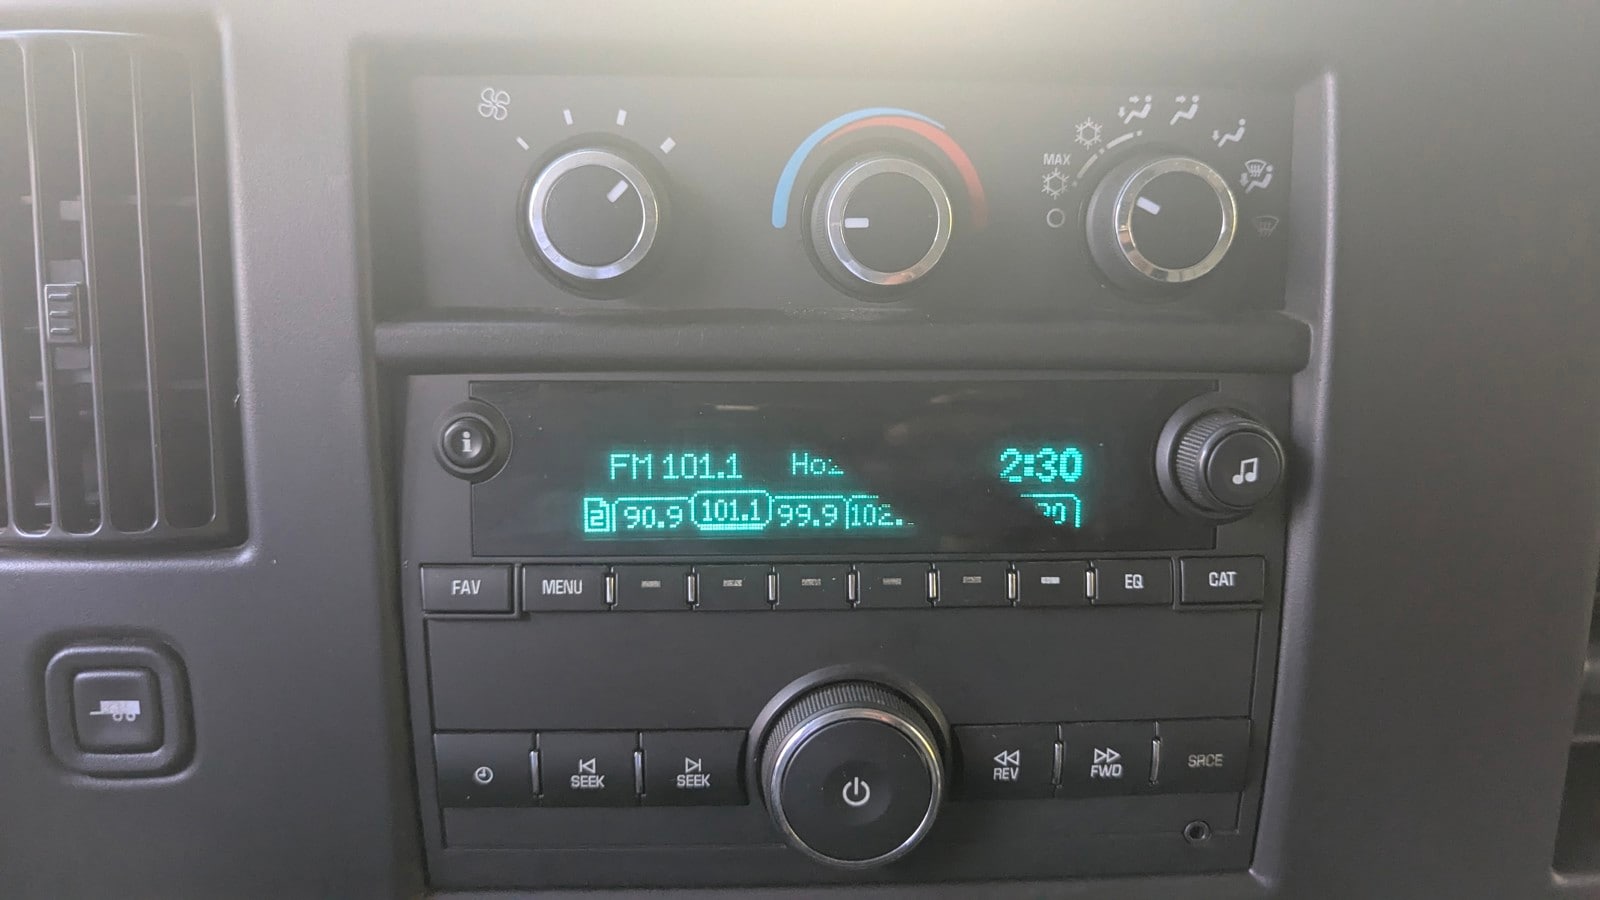 MAX
FM 101.1 2:30
2 90.9 101.1 99.9
FAV MENU EQ CAT
SEEK SEEK REV FWD SRCE